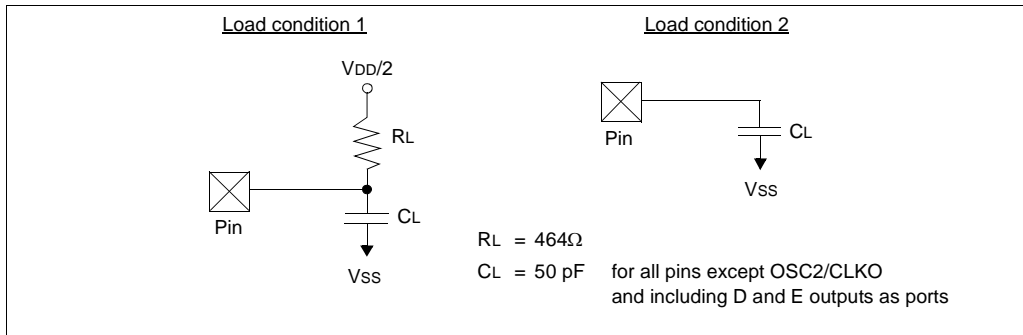 Load condition 1
VDD/2
RL
Pin
CL
VSS
Load condition 2
Pin
CL
VSS
RL = 464Ω
CL = 50 pF for all pins except OSC2/CLKO
and including D and E outputs as ports